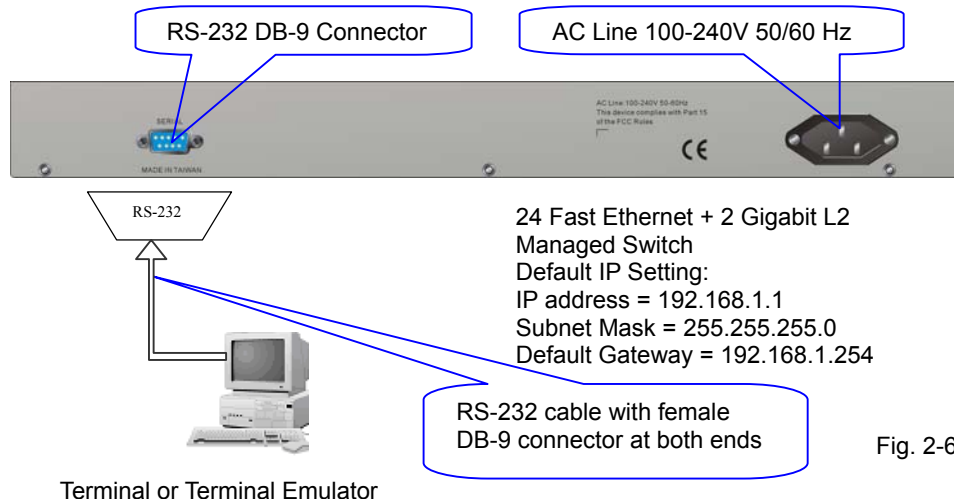 RS-232 DB-9 Connector
AC Line 100-240V 50/60 Hz
SERIAL
MADE IN TAIWAN
AC Line 100-240V 50-60Hz
This device complies with Part 15
of the FCC Rules
CE
RS-232
24 Fast Ethernet + 2 Gigabit L2
Managed Switch
Default IP Setting:
IP address = 192.168.1.1
Subnet Mask = 255.255.255.0
Default Gateway = 192.168.1.254
RS-232 cable with female
DB-9 connector at both ends
Fig. 2-6
Terminal or Terminal Emulator